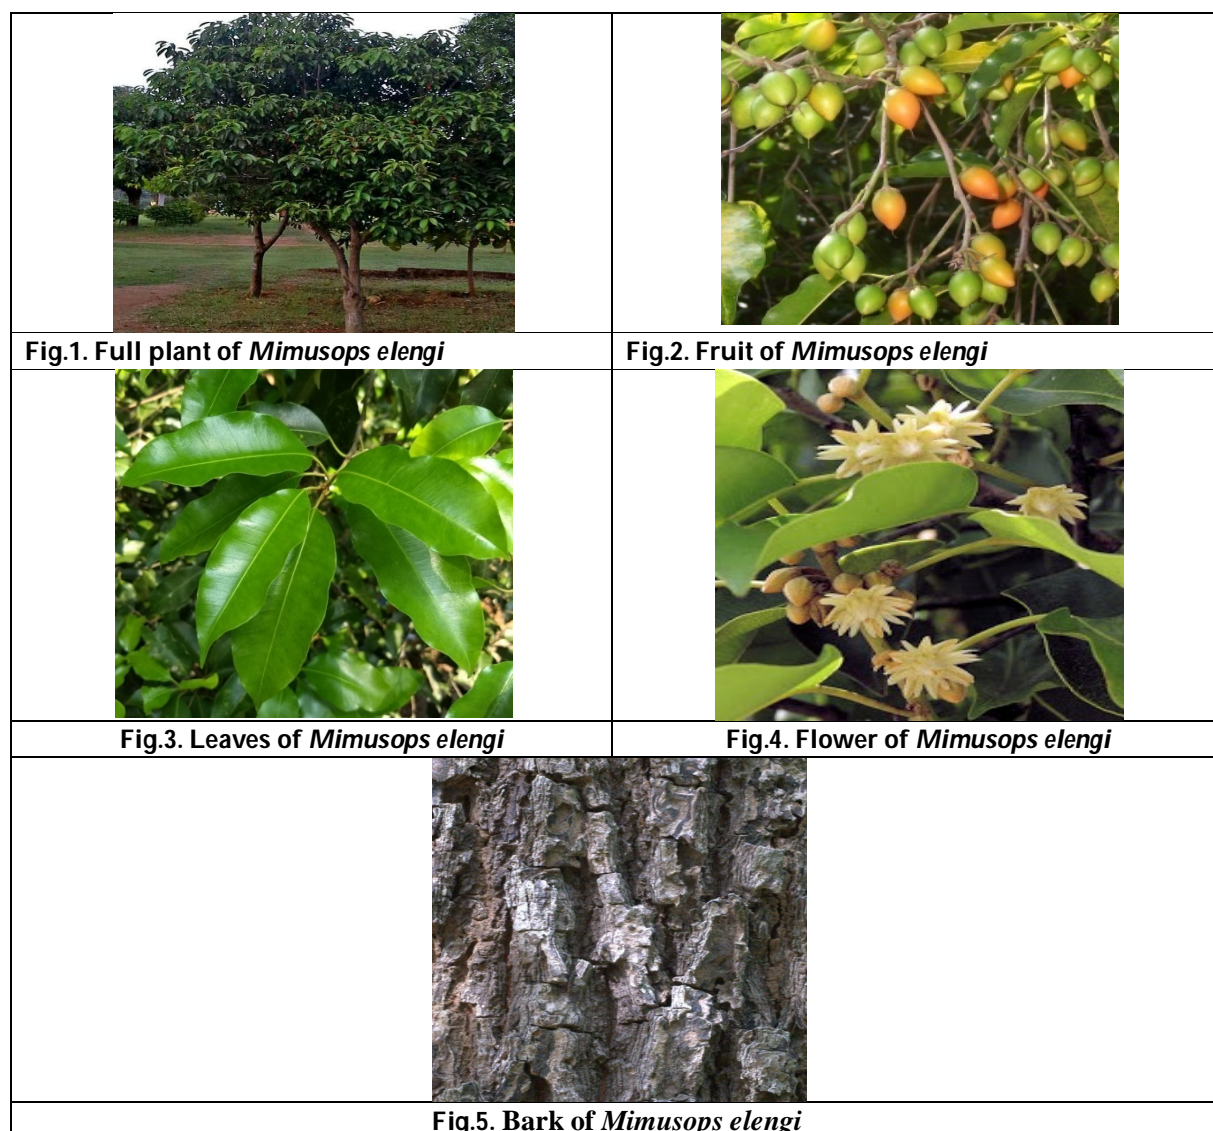 Fig.1. Full plant of Mimusops elengi
Fig.2. Fruit of Mimusops elengi
Fig.3. Leaves of Mimusops elengi
Fig.4. Flower of Mimusops elengi
Fig.5. Bark of Mimusops elengi